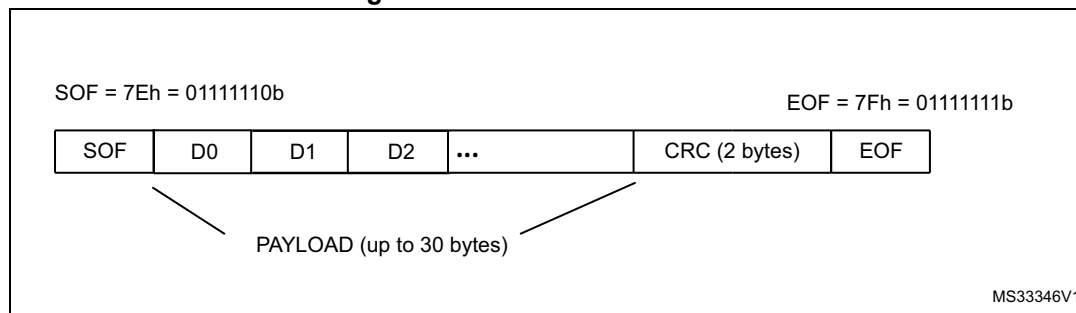 SOF = 7Eh = 01111110b
EOF = 7Fh = 01111111b
SOF D0 D1 D2 ... CRC (2 bytes) EOF
PAYLOAD (up to 30 bytes)
MS33346V1